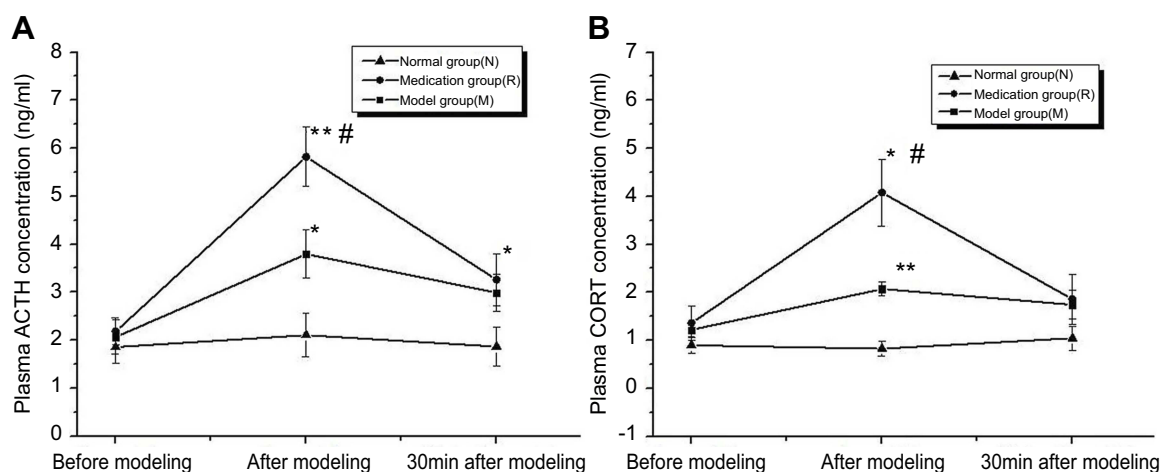 A
Plasma ACTH concentration (ng/ml)
8
7
6
5
4
3
2
1
0
Normal group(N)
Medication group(R)
Model group(M)
** #
*
*
Before modeling
After modeling
30min after modeling
B
Plasma CORT concentration (ng/ml)
7
6
5
4
3
2
1
0
-1
Normal group(N)
Medication group(R)
Model group(M)
* #
**
Before modeling
After modeling
30min after modeling